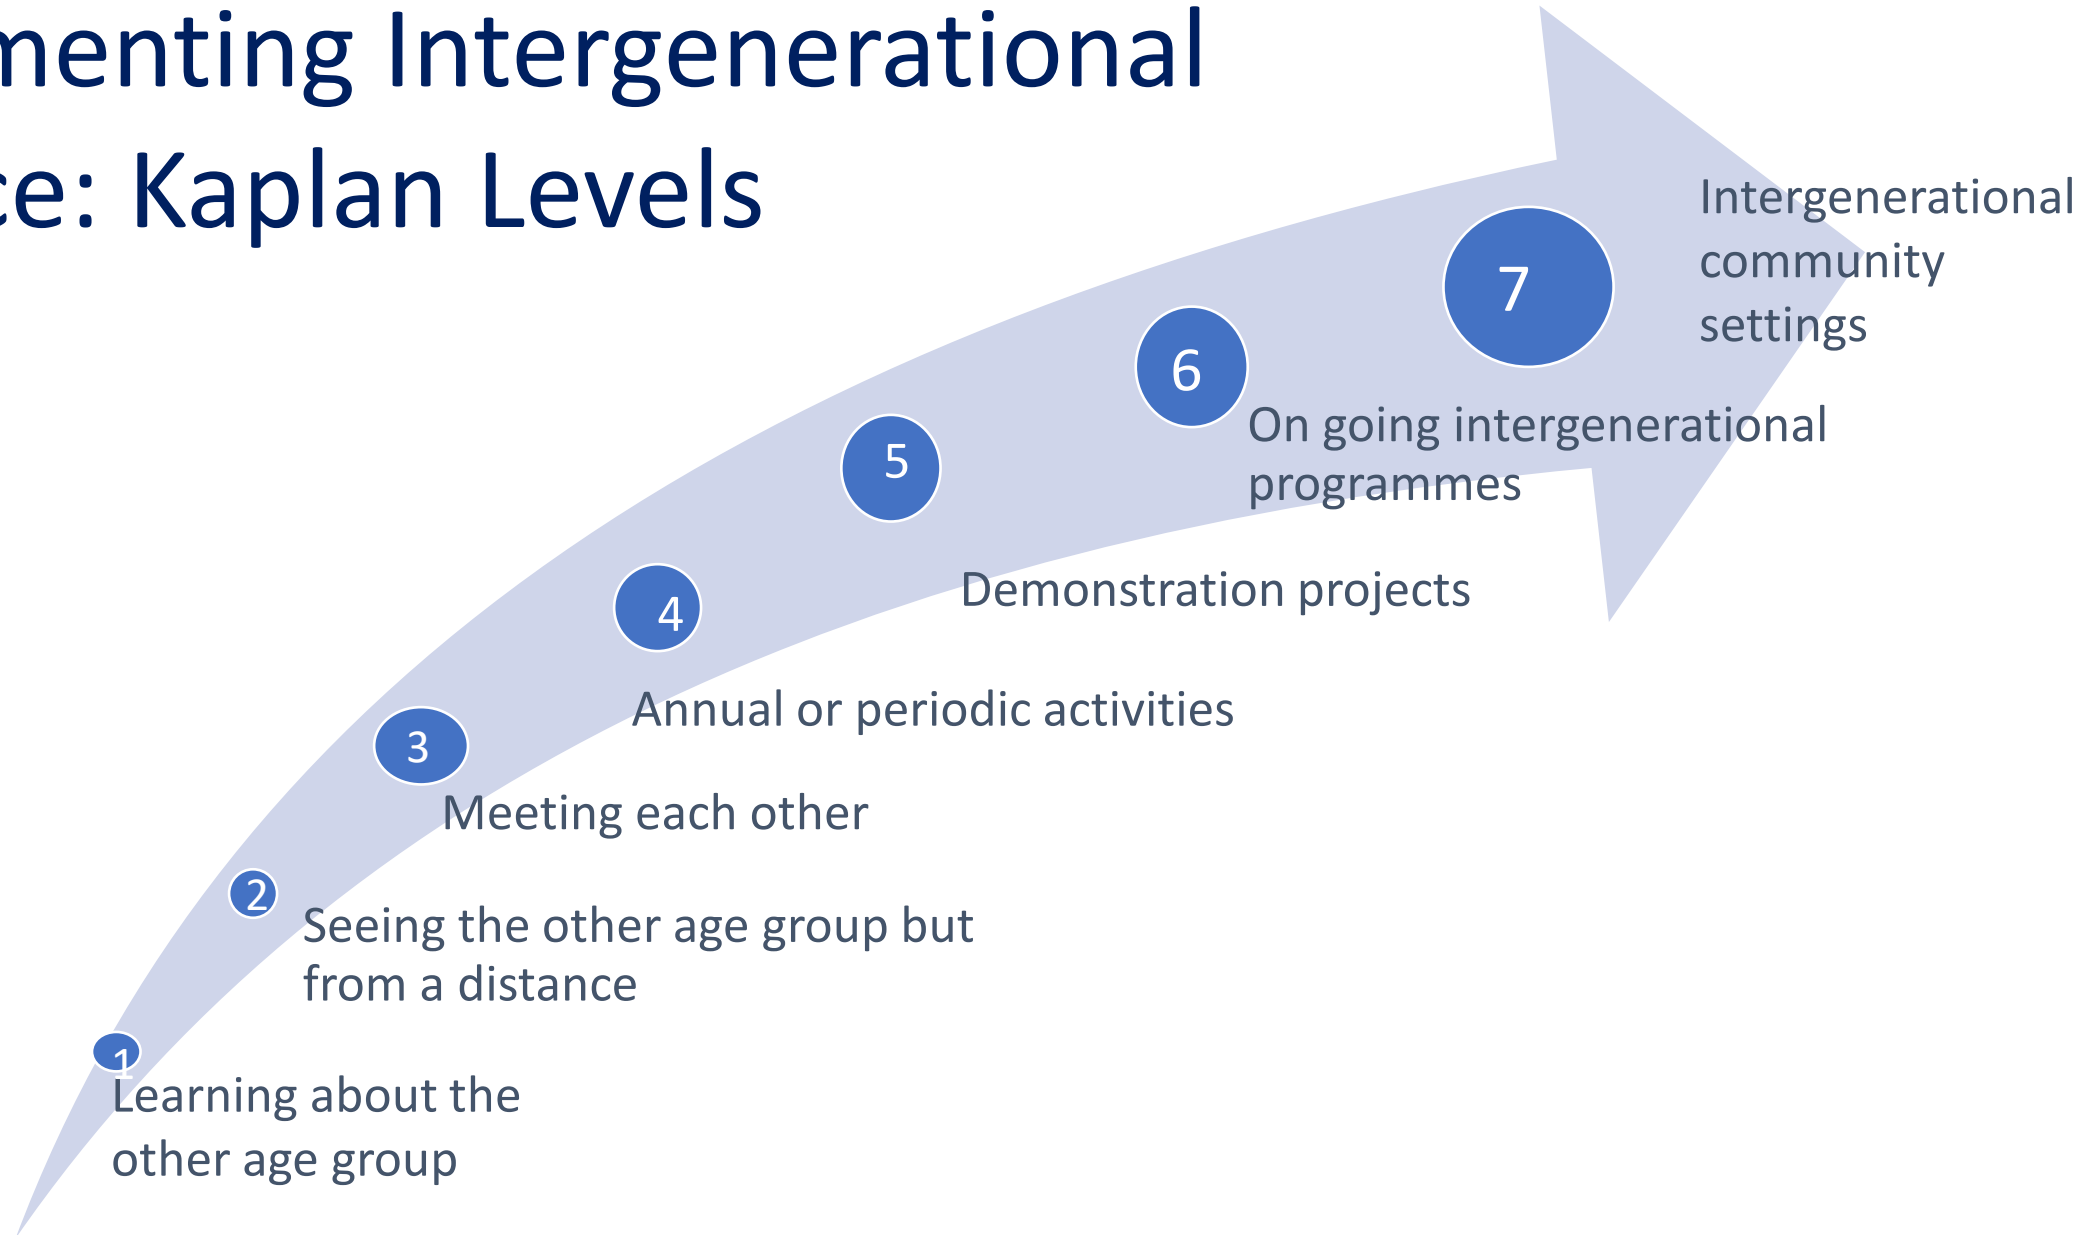 menting Intergenerational
ce: Kaplan Levels
Intergenerational
community
settings
7
6
On going intergenerational
programmes
5
Demonstration projects
4
Annual or periodic activities
3
Meeting each other
2
Seeing the other age group but
from a distance
1
Learning about the
other age group